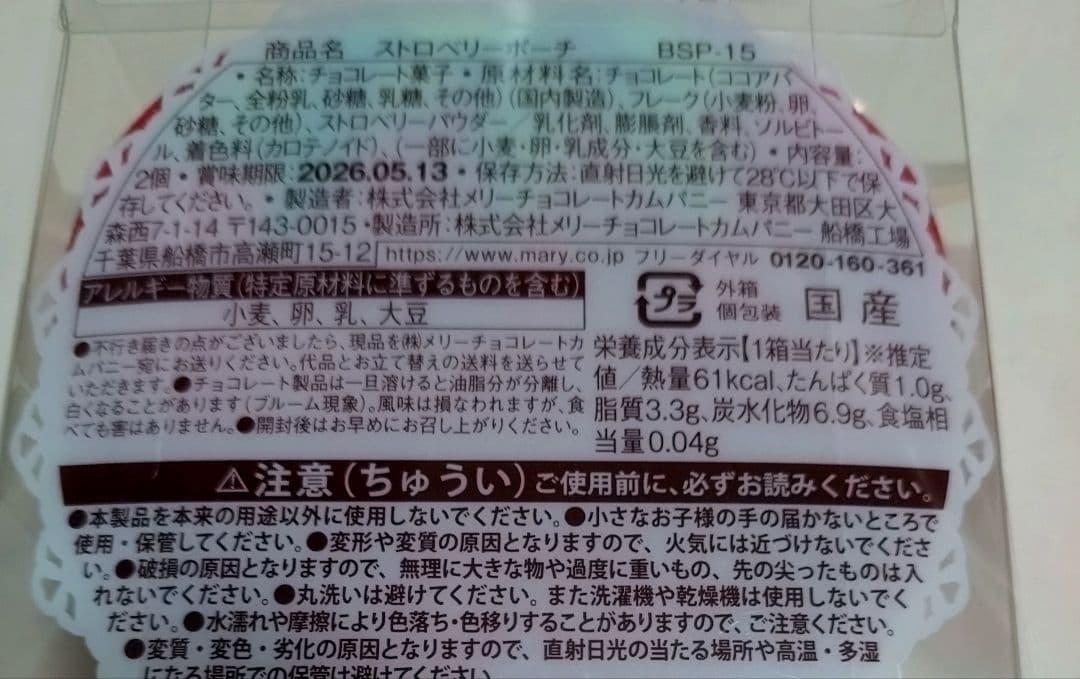 商品名 ストロベリーポーチ BSP-15
・名称:チョコレート菓子・原材料名:チョコレート(ココアバ
ター、全粉乳、砂糖、乳糖、その他)(国内製造)、フレーク(小麦粉、卵、
砂糖、その他)、ストロベリーパウダー/乳化剤、膨脹剤、香料、ソルビトー
ル、着色料(カロテノイド)、(一部に小麦・卵・乳成分・大豆を含む)・内容量:
2個・賞味期限:2026.05.13・保存方法:直射日光を避けて28℃以下で保
存してください。・製造者:株式会社メリーチョコレートカムパニー 東京都大田区大
森西7-1-14 〒143-0015・製造所:株式会社メリーチョコレートカムパニー 船橋工場
千葉県船橋市高瀬町15-12 https://www.mary.co.jp フリーダイヤル 0120-160-361
アレルギー物質(特定原材料に準ずるものを含む)
小麦、卵、乳、大豆
プラ 外箱
個包装
国産
●不行き届きの点がございましたら、現品を㈱メリーチョコレートカ
ムパニー宛にお送りください。代品とお立て替えの送料を送らせて
いただきます。●チョコレート製品は一旦溶けると油脂分が分離し、
白くなることがあります(ブルーム現象)。風味は損なわれますが、食
べても害はありません。●開封後はお早めにお召し上がりください。
栄養成分表示【1箱当たり】※推定
値/熱量61kcal、たんぱく質1.0g、
脂質3.3g、炭水化物6.9g、食塩相
当量0.04g
⚠注意(ちゅうい)ご使用前に、必ずお読みください。
●本製品を本来の用途以外に使用しないでください。●小さなお子様の手の届かないところで
使用・保管してください。●変形や変質の原因となりますので、火気には近づけないでくださ
い。●破損の原因となりますので、無理に大きな物や過度に重いもの、先の尖ったものは入
れないでください。●丸洗いは避けてください。また洗濯機や乾燥機は使用しないでく
ださい。●水濡れや摩擦により色落ち・色移りすることがありますので、ご注意ください。
●変質・変色・劣化の原因となりますので、直射日光の当たる場所や高温・多湿
にたる場所での保管は避けてください。